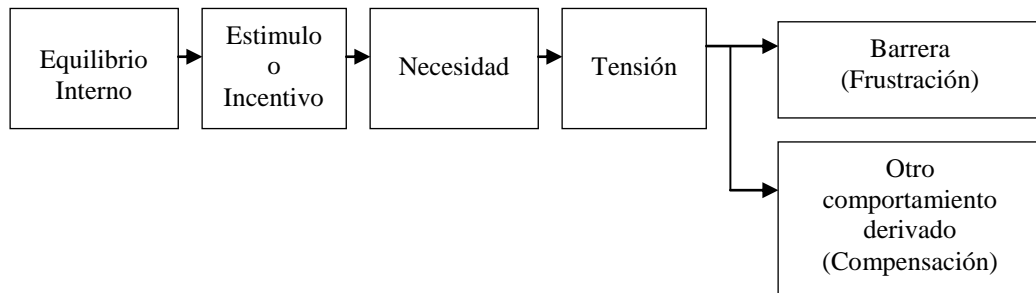 Equilibrio
Interno
Estimulo
o
Incentivo
Necesidad
Tensión
Barrera
(Frustración)
Otro
comportamiento
derivado
(Compensación)